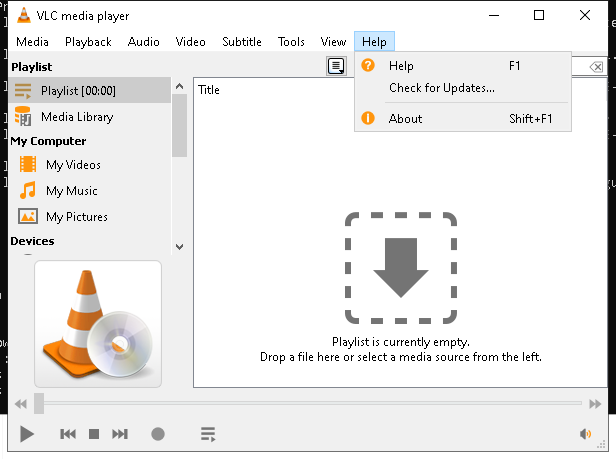 VLC media player
Media Playback Audio Video Subtitle Tools View Help
Playlist
Playlist [00:00]
Media Library
My Computer
My Videos
My Music
My Pictures
Devices
Title
Help F1
Check for Updates...
About Shift+F1
Playlist is currently empty.
Drop a file here or select a media source from the left.